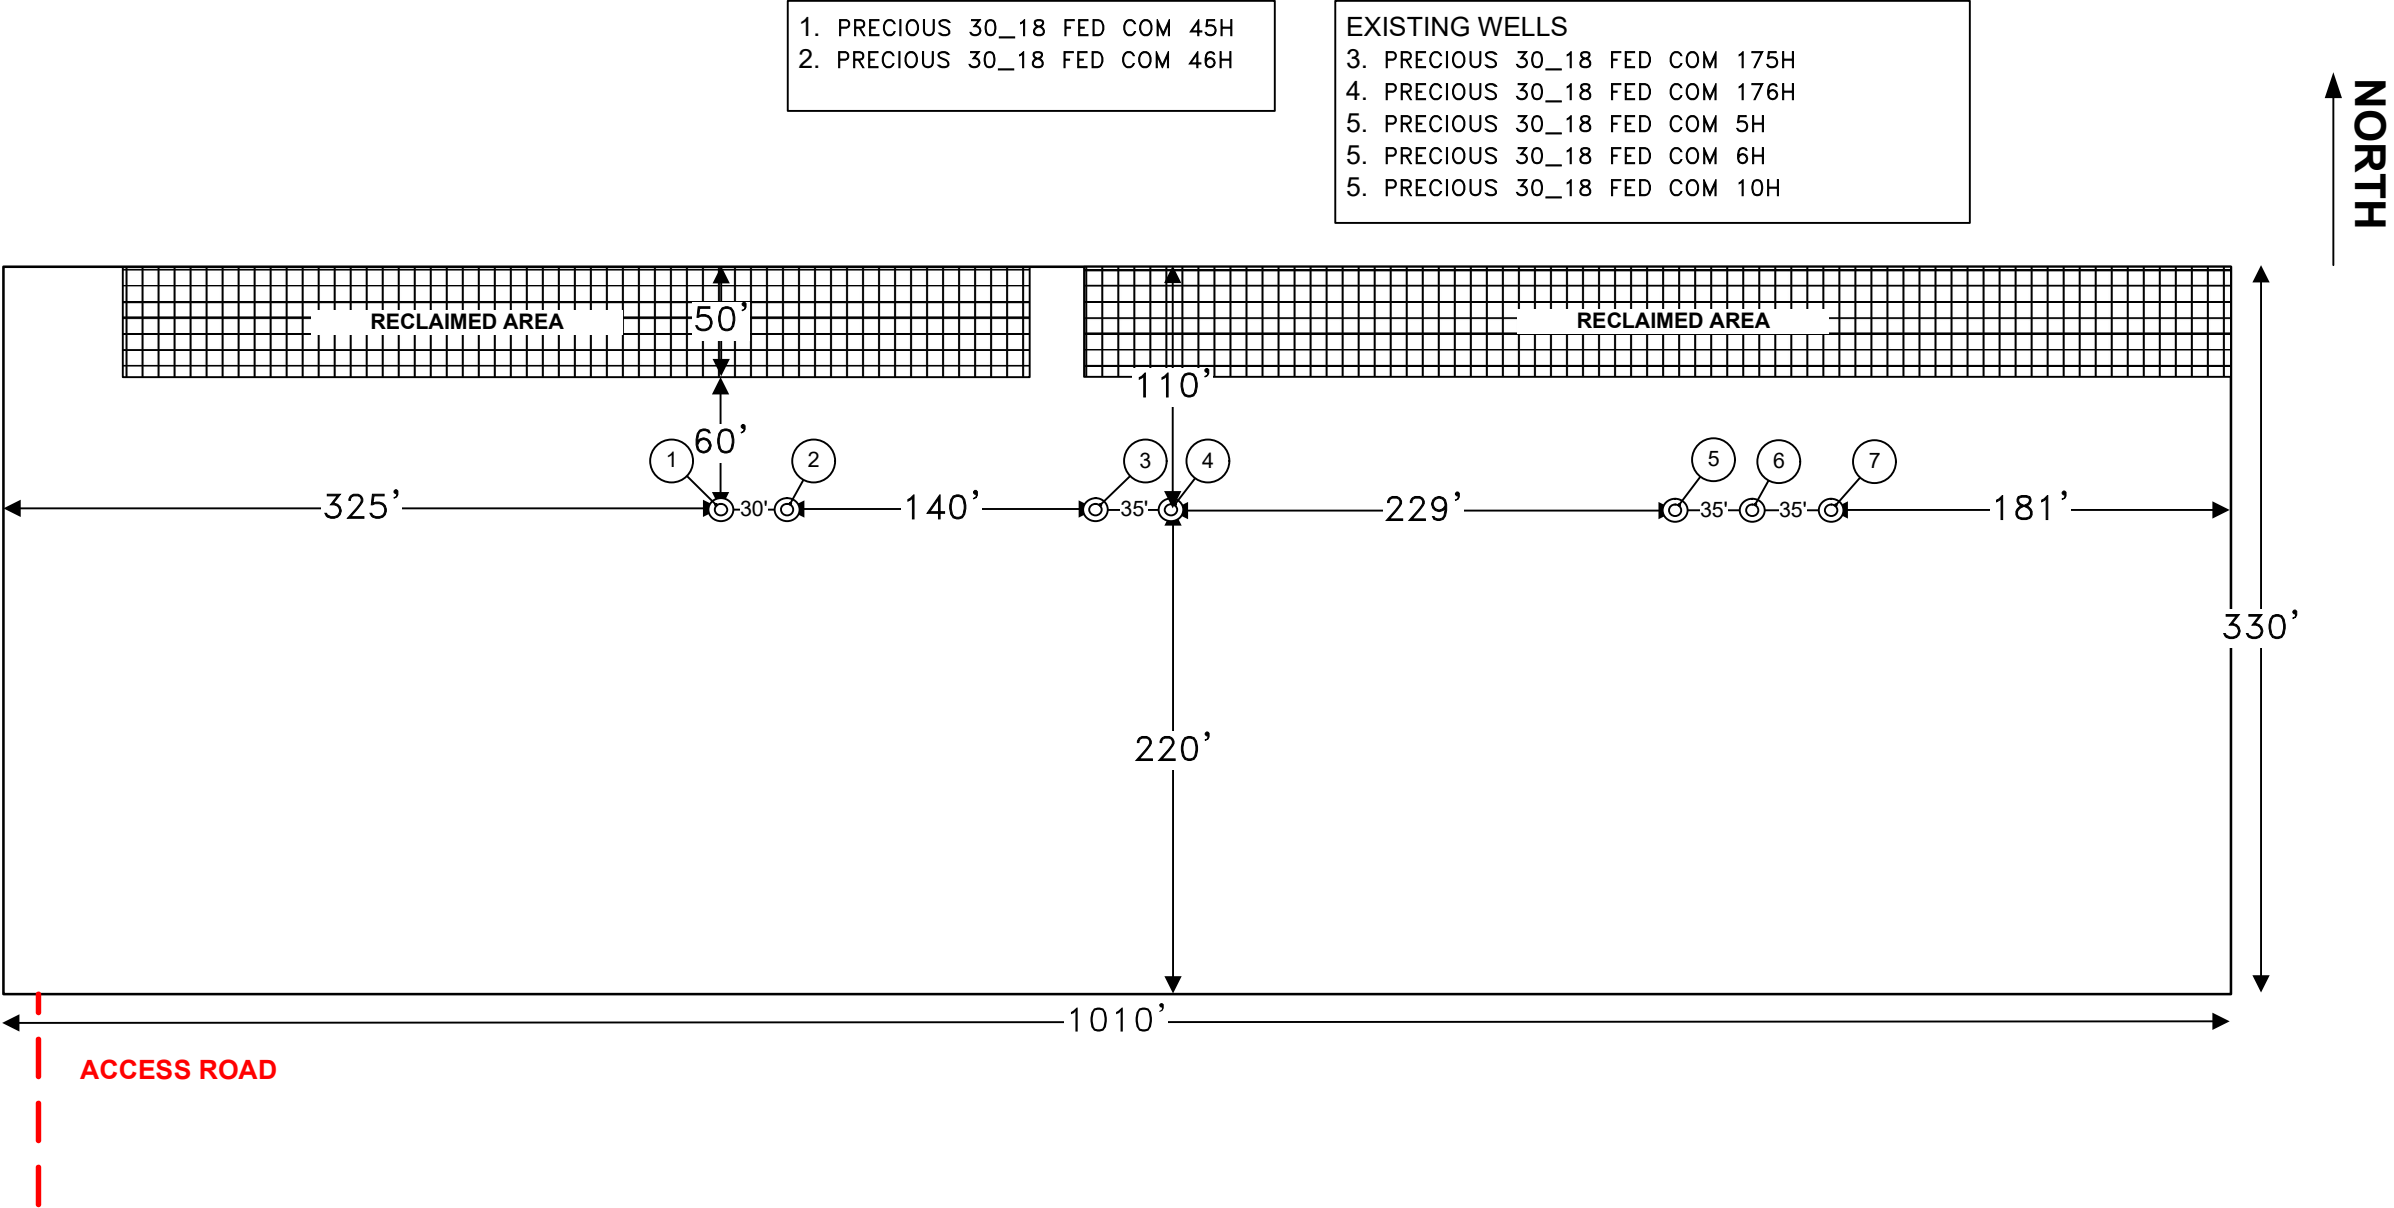 1. PRECIOUS 30_18 FED COM 45H
2. PRECIOUS 30_18 FED COM 46H
EXISTING WELLS
3. PRECIOUS 30_18 FED COM 175H
4. PRECIOUS 30_18 FED COM 176H
5. PRECIOUS 30_18 FED COM 5H
5. PRECIOUS 30_18 FED COM 6H
5. PRECIOUS 30_18 FED COM 10H
NORTH
RECLAIMED AREA
50'
RECLAIMED AREA
110'
60'
1
2
3
4
5
6
7
325'
30'
140'
35'
229'
35'
35'
181'
330'
220'
1010'
ACCESS ROAD